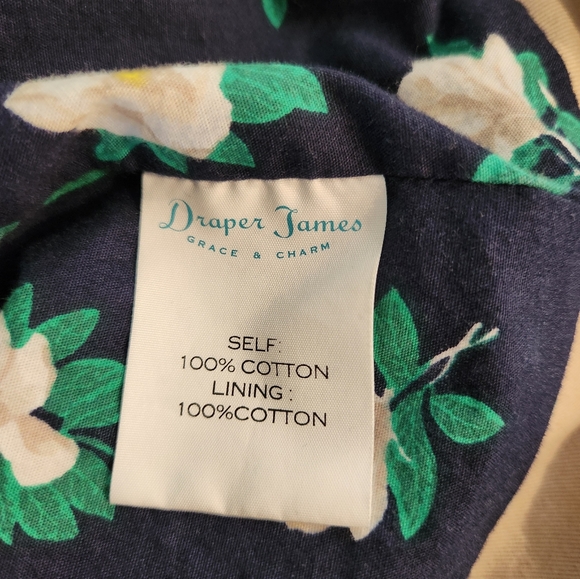 Draper James
GRACE & CHARM
SELF:
100% COTTON
LINING :
100%COTTON